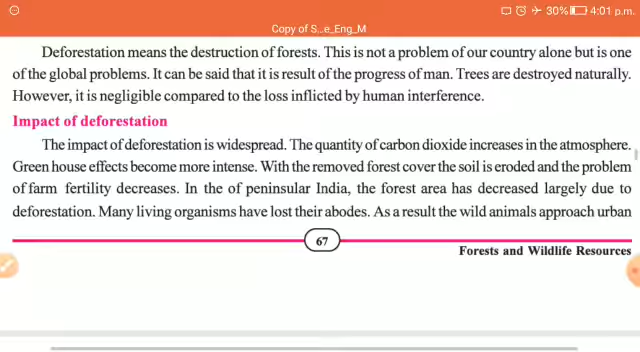 30% 4:01 p.m.
Copy of S...e_Eng_M
Deforestation means the destruction of forests. This is not a problem of our country alone but is one
of the global problems. It can be said that it is result of the progress of man. Trees are destroyed naturally.
However, it is negligible compared to the loss inflicted by human interference.
Impact of deforestation
The impact of deforestation is widespread. The quantity of carbon dioxide increases in the atmosphere.
Green house effects become more intense. With the removed forest cover the soil is eroded and the problem
of farm fertility decreases. In the of peninsular India, the forest area has decreased largely due to
deforestation. Many living organisms have lost their abodes. As a result the wild animals approach urban
67
Forests and Wildlife Resources